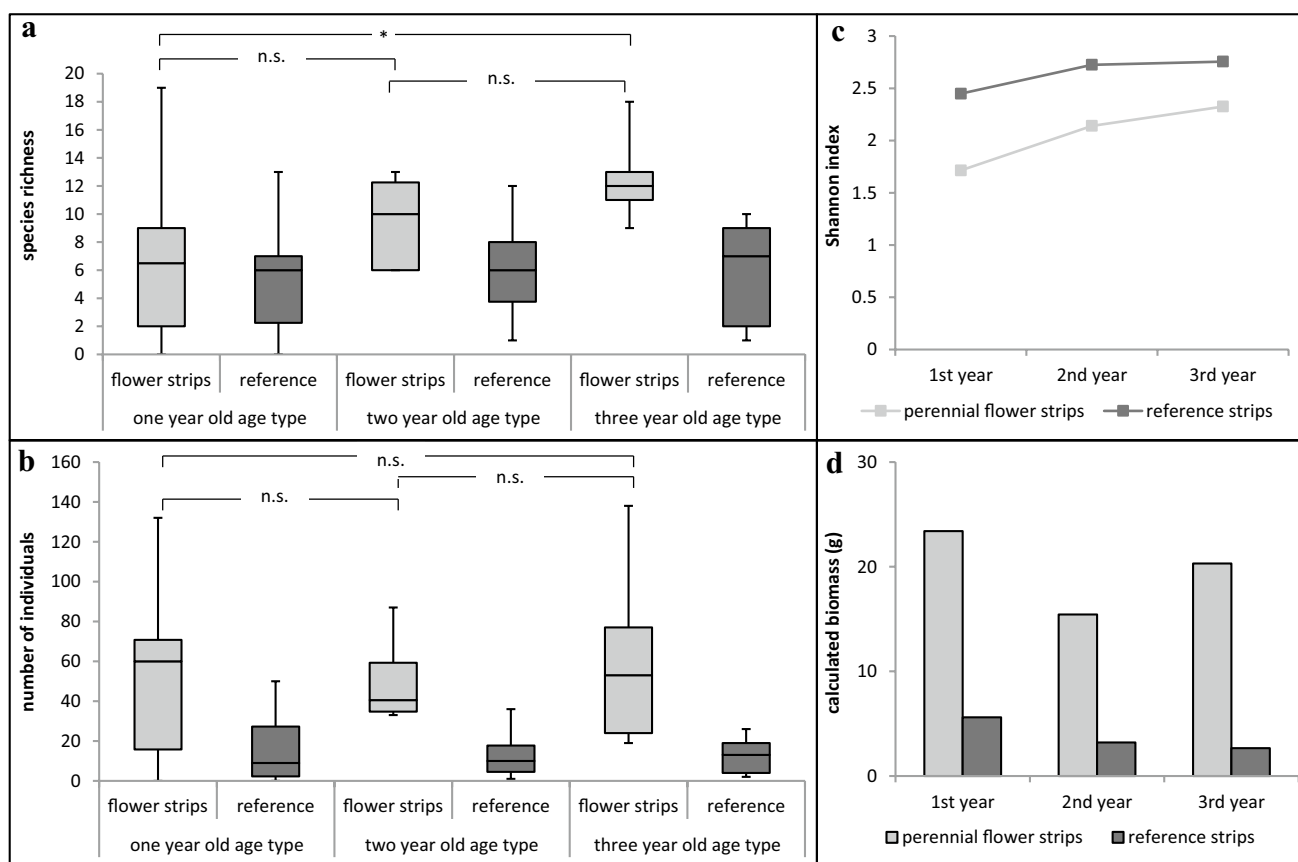 a
*
n.s.
n.s.
species richness
20
18
16
14
12
10
8
6
4
2
0
flower strips reference flower strips reference flower strips reference
one year old age type two year old age type three year old age type
b
n.s.
n.s.
n.s.
number of individuals
160
140
120
100
80
60
40
20
0
flower strips reference flower strips reference flower strips reference
one year old age type two year old age type three year old age type
c
Shannon index
3
2.5
2
1.5
1
0.5
0
1st year 2nd year 3rd year
perennial flower strips reference strips
d
calculated biomass (g)
30
20
10
0
1st year 2nd year 3rd year
perennial flower strips reference strips